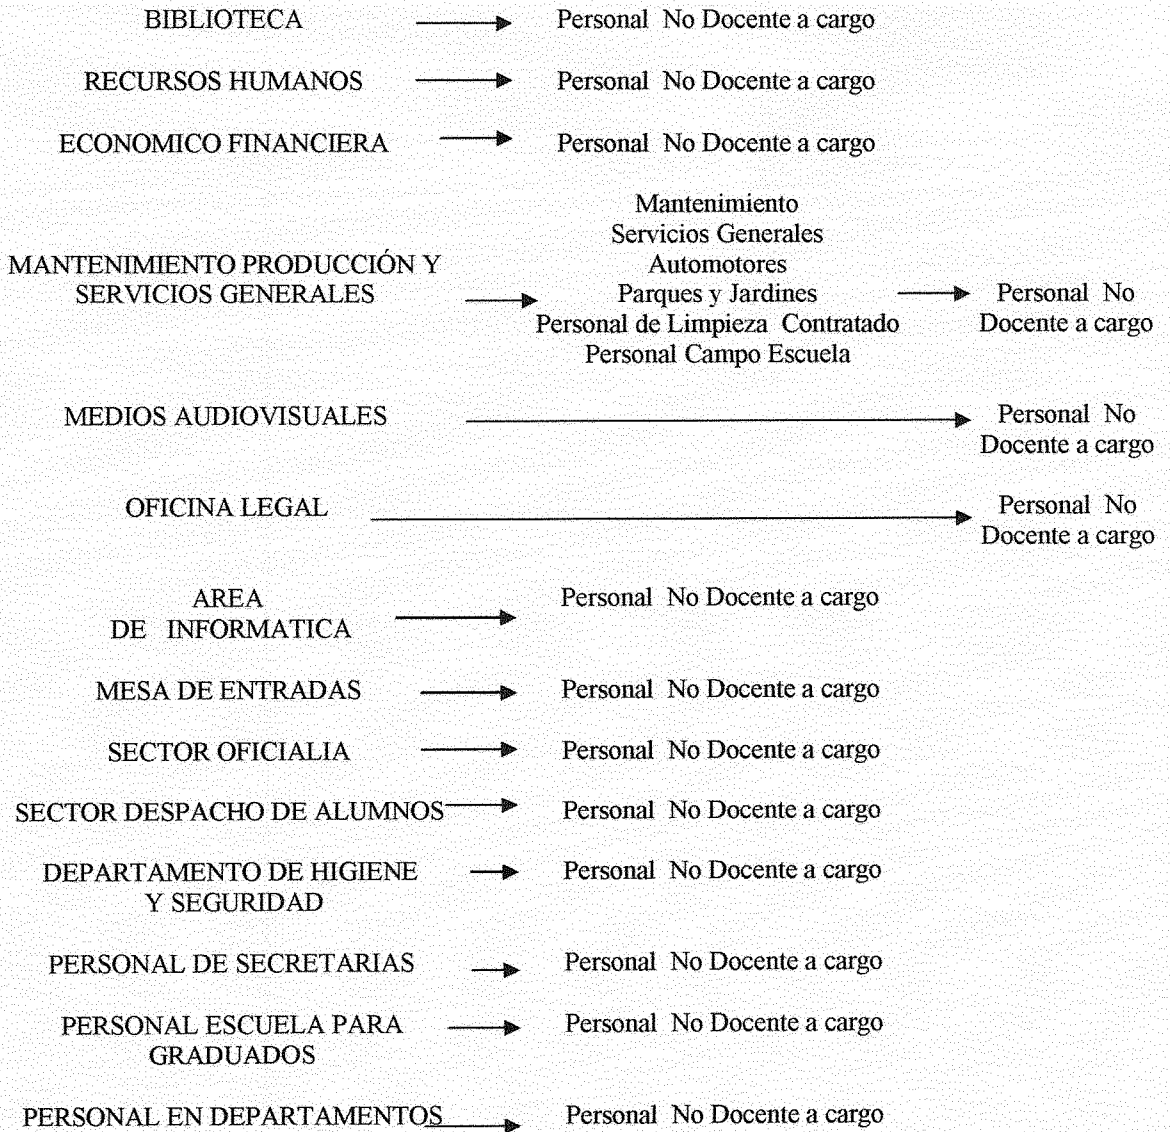 BIBLIOTECA Personal No Docente a cargo
RECURSOS HUMANOS Personal No Docente a cargo
ECONOMICO FINANCIERA Personal No Docente a cargo
MANTENIMIENTO PRODUCCIÓN Y
SERVICIOS GENERALES
Mantenimiento
Servicios Generales
Automotores
Parques y Jardines
Personal de Limpieza Contratado
Personal Campo Escuela
Personal No
Docente a cargo
MEDIOS AUDIOVISUALES
Personal No
Docente a cargo
OFICINA LEGAL
Personal No
Docente a cargo
AREA
DE INFORMATICA
Personal No Docente a cargo
MESA DE ENTRADAS Personal No Docente a cargo
SECTOR OFICIALIA Personal No Docente a cargo
SECTOR DESPACHO DE ALUMNOS Personal No Docente a cargo
DEPARTAMENTO DE HIGIENE
Y SEGURIDAD
Personal No Docente a cargo
PERSONAL DE SECRETARIAS Personal No Docente a cargo
PERSONAL ESCUELA PARA
GRADUADOS
Personal No Docente a cargo
PERSONAL EN DEPARTAMENTOS Personal No Docente a cargo